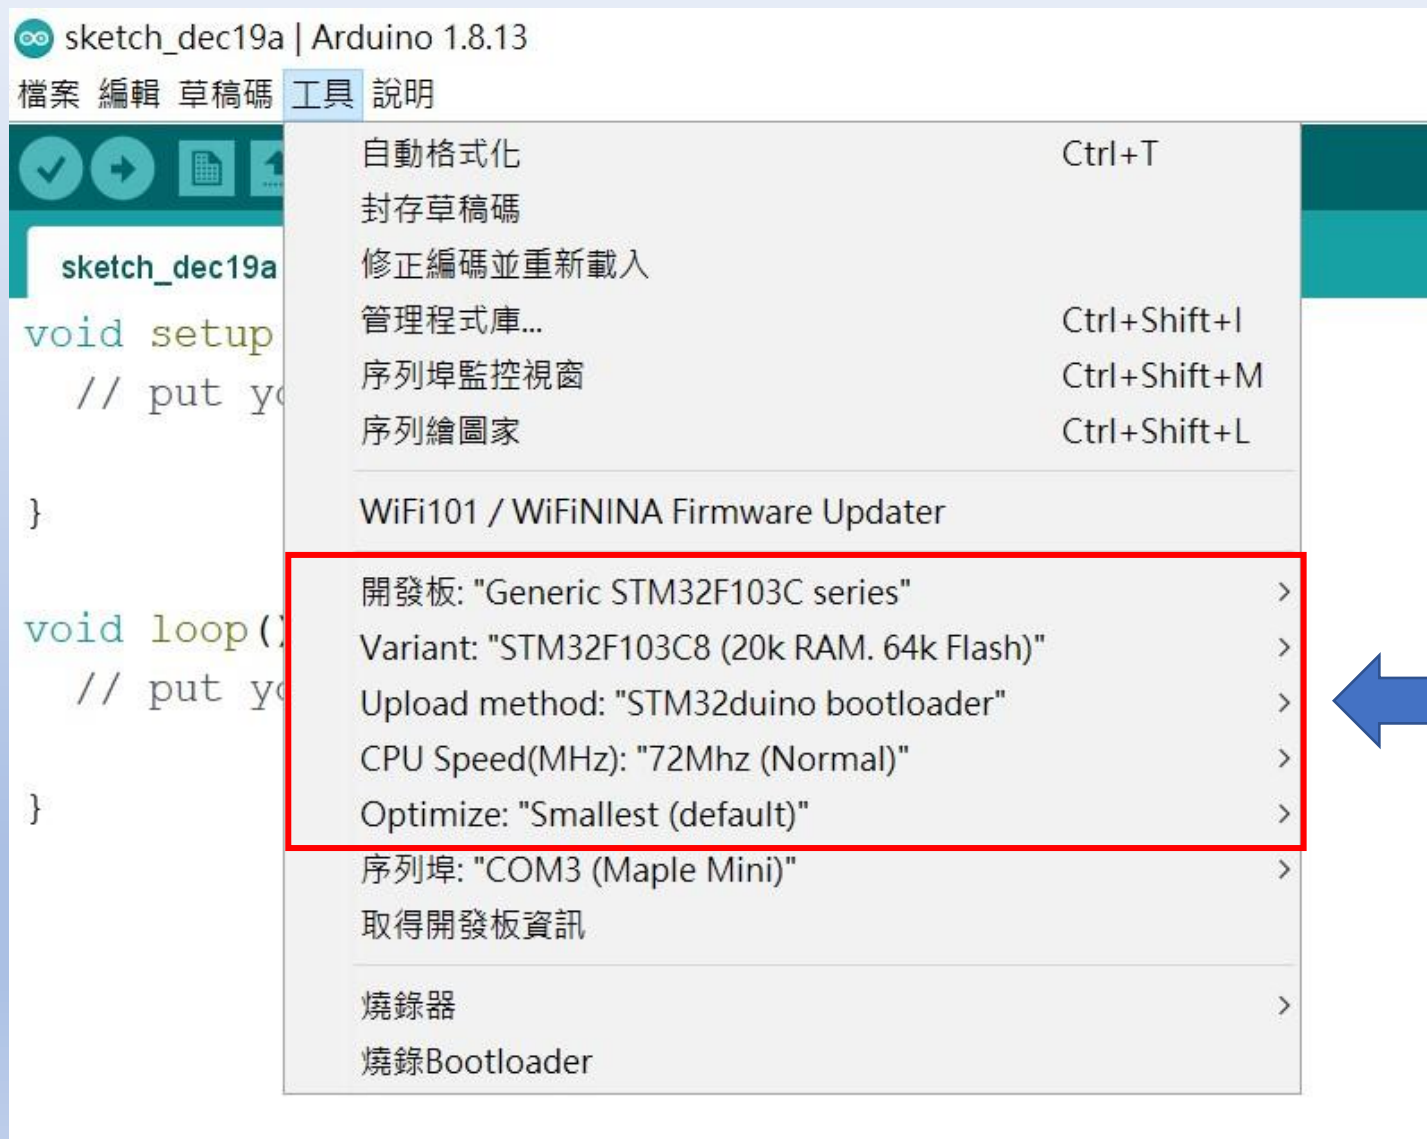 sketch_dec19a | Arduino 1.8.13
檔案 編輯 草稿碼 工具 說明
自動格式化 Ctrl+T
封存草稿碼
sketch_dec19a
修正編碼並重新載入
void setup
管理程式庫... Ctrl+Shift+I
// put yo
序列埠監控視窗 Ctrl+Shift+M
序列繪圖家 Ctrl+Shift+L
}
WiFi101 / WiFiNINA Firmware Updater
開發板: "Generic STM32F103C series"
void loop()
Variant: "STM32F103C8 (20k RAM. 64k Flash)"
// put yo
Upload method: "STM32duino bootloader"
CPU Speed(MHz): "72Mhz (Normal)"
}
Optimize: "Smallest (default)"
序列埠: "COM3 (Maple Mini)"
取得開發板資訊
燒錄器
燒錄Bootloader